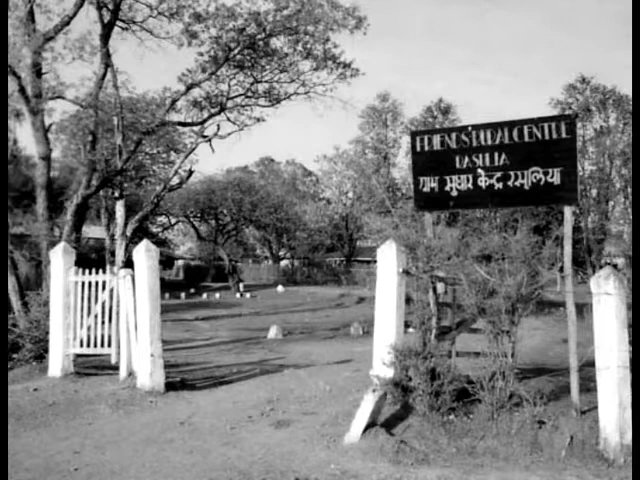 FRIENDS' RURAL CENTRE
RASULIA
ग्राम सुधार केन्द्र रसूलिया